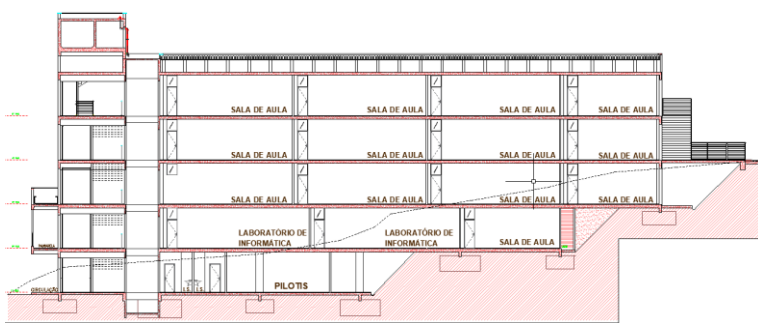 SALA DE AULA SALA DE AULA SALA DE AULA SALA DE AULA
SALA DE AULA SALA DE AULA SALA DE AULA SALA DE AULA
SALA DE AULA SALA DE AULA SALA DE AULA SALA DE AULA
LABORATÓRIO DE INFORMÁTICA LABORATÓRIO DE INFORMÁTICA SALA DE AULA
CIRCULAÇÃO I.S. I.S. PILOTIS